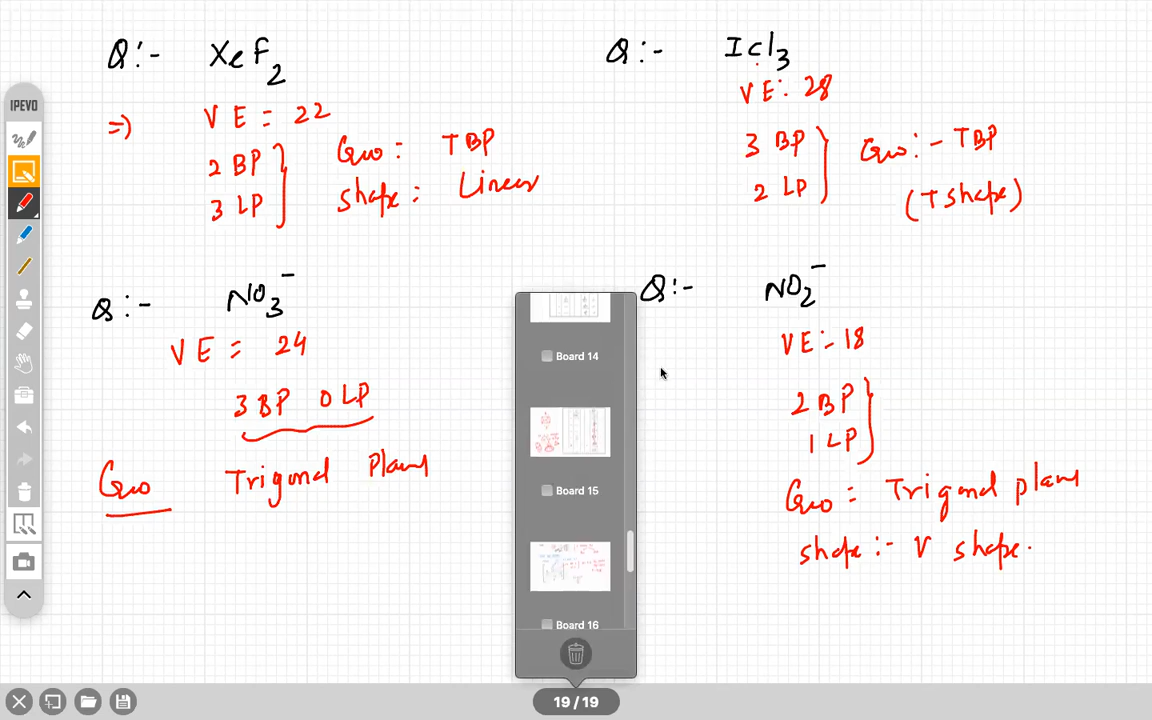 Q:- XeF2
=) VE = 22
2 BP
3 LP
Geo: TBP
shape: Linear
Q:- ICl3
VE: 28
3 BP
2 LP
Geo:- TBP
(T shape)
IPEVO
Q:- NO3-
VE = 24
3 BP 0 LP
Geo Trigonal Planar
Q:- NO2-
VE:- 18
2 BP
1 LP
Geo = Trigonal planar
shape:- V shape.
Board 14
Board 15
Board 16
19 / 19